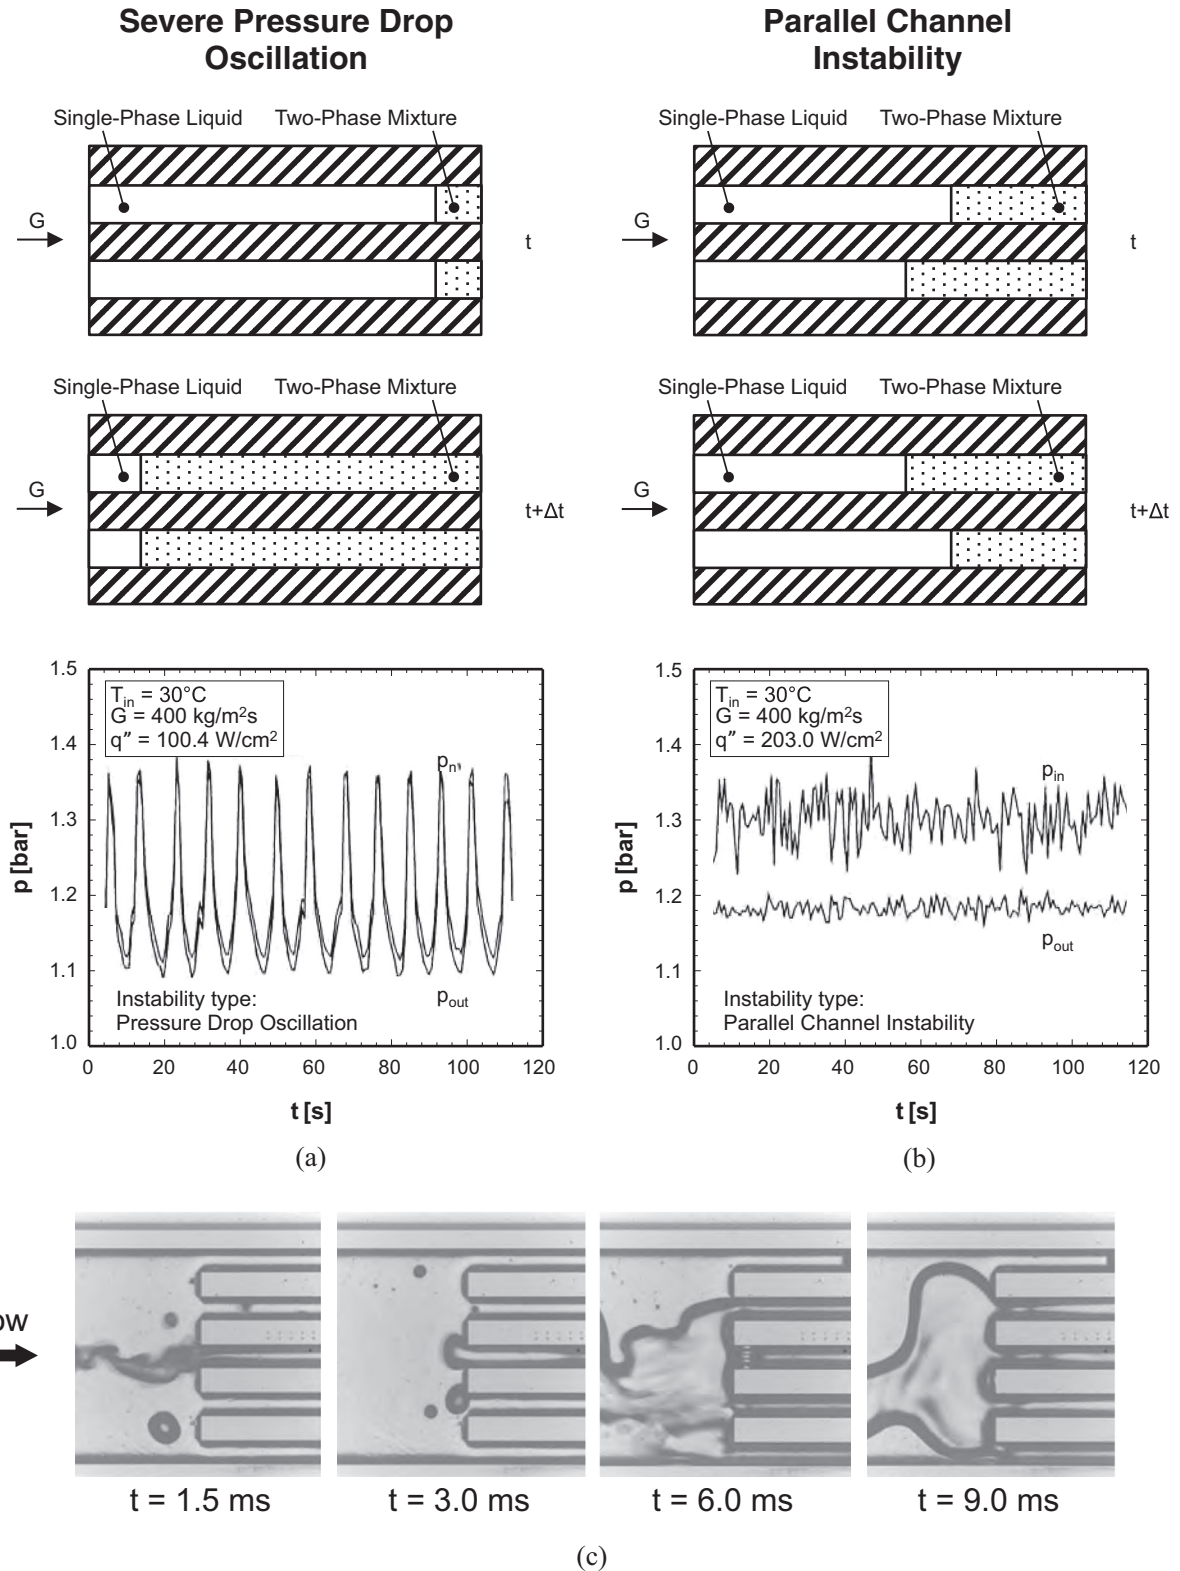 Severe Pressure Drop
Oscillation
Single-Phase Liquid Two-Phase Mixture
G
t
Single-Phase Liquid Two-Phase Mixture
G
t+Δt
1.5
1.4
1.3
1.2
1.1
1.0
p [bar]
T_in = 30°C
G = 400 kg/m²s
q″ = 100.4 W/cm²
p_out
Instability type:
Pressure Drop Oscillation
0 20 40 60 80 100 120
t [s]
(a)
Parallel Channel
Instability
Single-Phase Liquid Two-Phase Mixture
G
t
Single-Phase Liquid Two-Phase Mixture
G
t+Δt
1.5
1.4
1.3
1.2
1.1
1.0
p [bar]
T_in = 30°C
G = 400 kg/m²s
q″ = 203.0 W/cm²
p_in
p_out
Instability type:
Parallel Channel Instability
0 20 40 60 80 100 120
t [s]
(b)
t = 1.5 ms
t = 3.0 ms
t = 6.0 ms
t = 9.0 ms
(c)